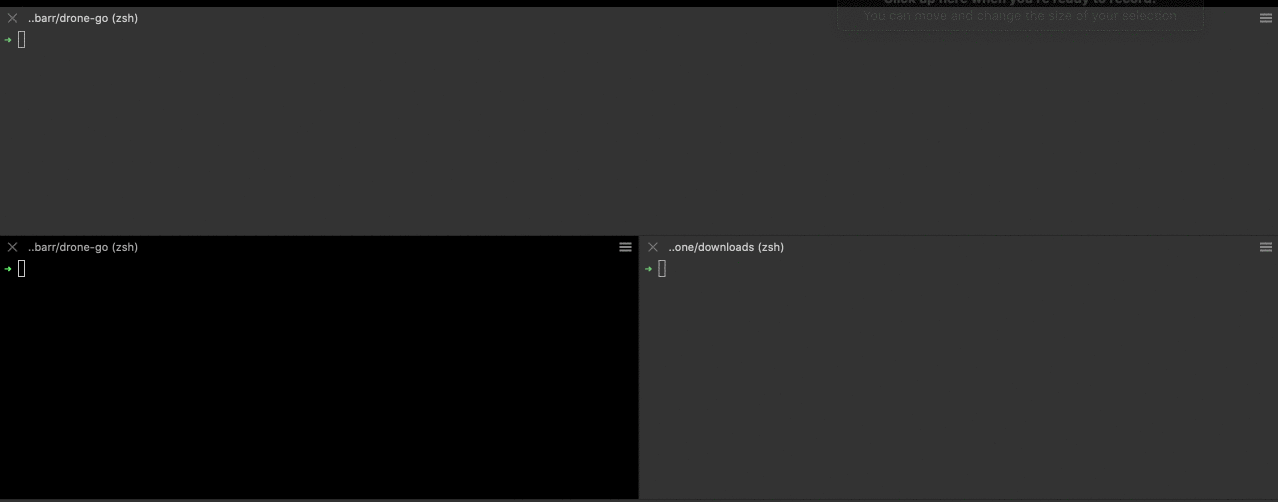 Click up here when you're ready to record.
You can move and change the size of your selection
..barr/drone-go (zsh)
➜
..barr/drone-go (zsh)
➜
..one/downloads (zsh)
➜